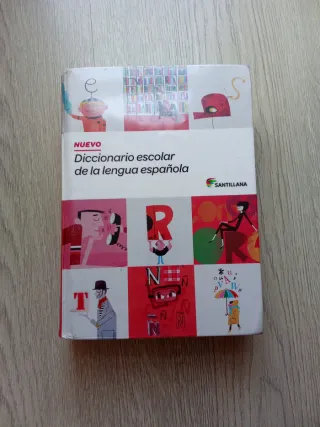 e
s
NUEVO
Diccionario escolar
de la lengua española
SANTILLANA
R
T
N
Ñ